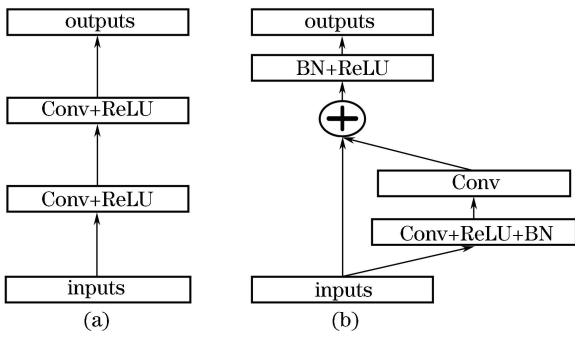 outputs
Conv+ReLU
Conv+ReLU
inputs
(a)
outputs
BN+ReLU
+
Conv
Conv+ReLU+BN
inputs
(b)